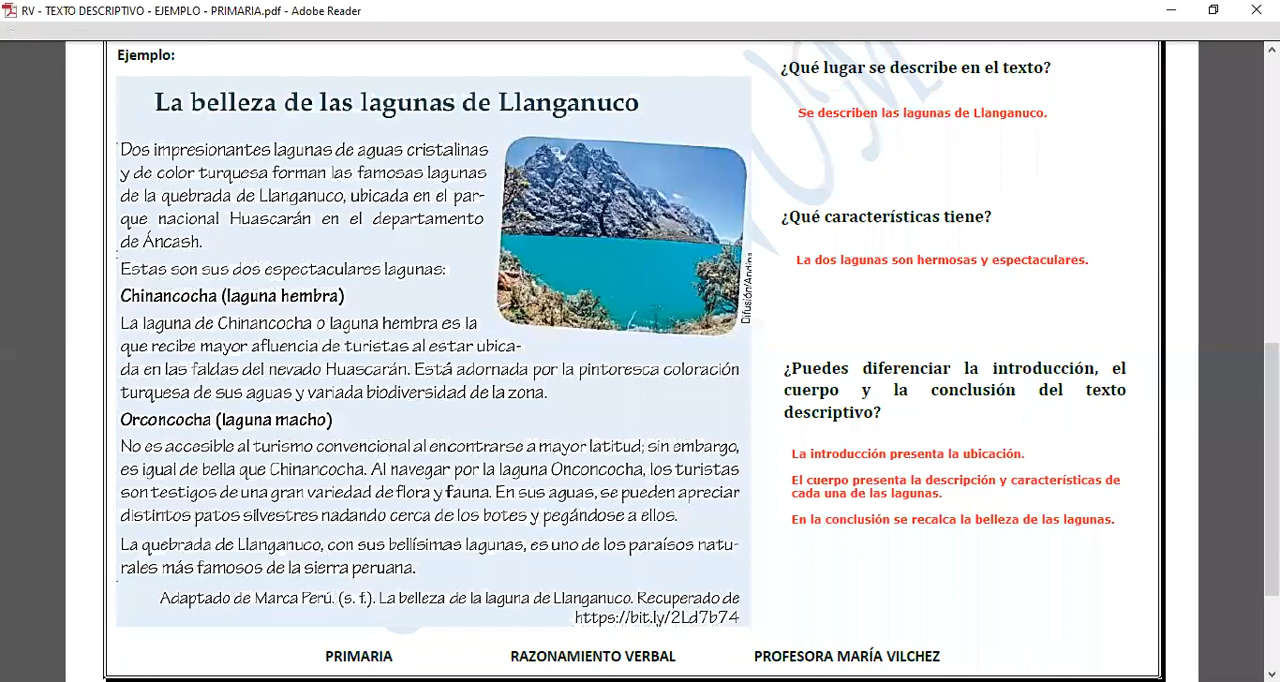 RV - TEXTO DESCRIPTIVO - EJEMPLO - PRIMARIA.pdf - Adobe Reader
Ejemplo:
La belleza de las lagunas de Llanganuco
Dos impresionantes lagunas de aguas cristalinas
y de color turquesa forman las famosas lagunas
de la quebrada de Llanganuco, ubicada en el par-
que nacional Huascarán en el departamento
de Áncash.
Estas son sus dos espectaculares lagunas:
Chinancocha (laguna hembra)
La laguna de Chinancocha o laguna hembra es la
que recibe mayor afluencia de turistas al estar ubica-
da en las faldas del nevado Huascarán. Está adornada por la pintoresca coloración
turquesa de sus aguas y variada biodiversidad de la zona.
Orconcocha (laguna macho)
No es accesible al turismo convencional al encontrarse a mayor latitud; sin embargo,
es igual de bella que Chinancocha. Al navegar por la laguna Onconcocha, los turistas
son testigos de una gran variedad de flora y fauna. En sus aguas, se pueden apreciar
distintos patos silvestres nadando cerca de los botes y pegándose a ellos.
La quebrada de Llanganuco, con sus bellísimas lagunas, es uno de los paraísos natu-
rales más famosos de la sierra peruana.
Adaptado de Marca Perú. (s. f.). La belleza de la laguna de Llanganuco. Recuperado de
https://bit.ly/2Ld7b74
Difusión/Andina
¿Qué lugar se describe en el texto?
Se describen las lagunas de Llanganuco.
¿Qué características tiene?
La dos lagunas son hermosas y espectaculares.
¿Puedes diferenciar la introducción, el
cuerpo y la conclusión del texto
descriptivo?
La introducción presenta la ubicación.
El cuerpo presenta la descripción y características de
cada una de las lagunas.
En la conclusión se recalca la belleza de las lagunas.
PRIMARIA RAZONAMIENTO VERBAL PROFESORA MARÍA VILCHEZ